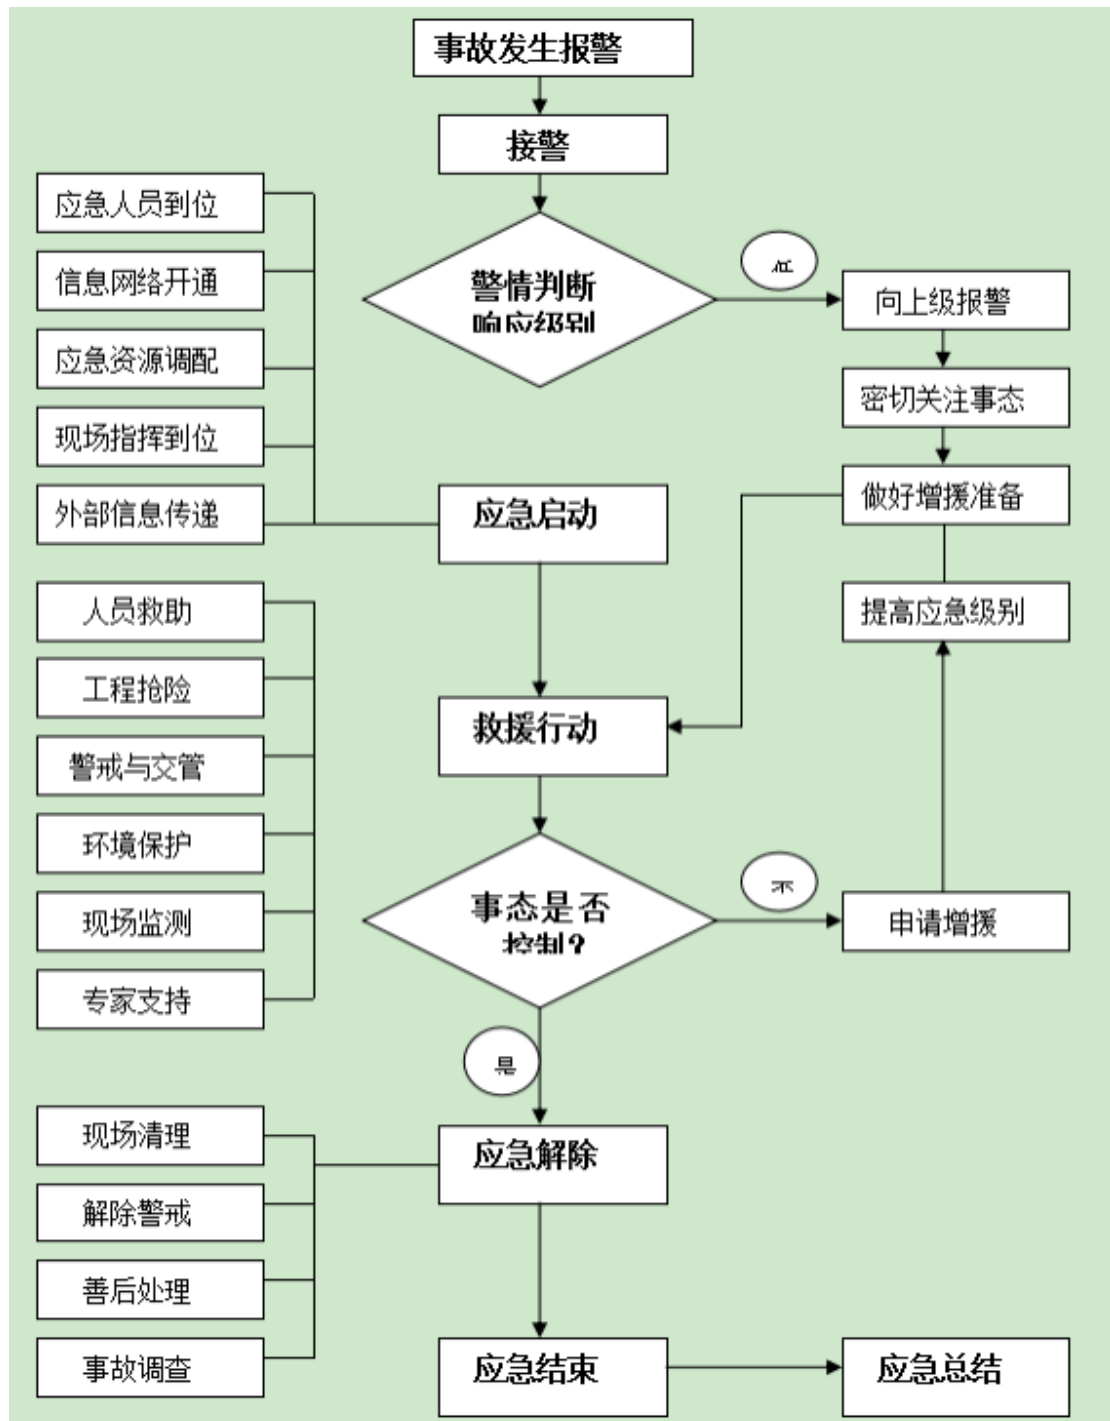 事故发生报警
接警
警情判断
响应级别
向上级报警
密切关注事态
做好增援准备
提高应急级别
应急人员到位
信息网络开通
应急资源调配
现场指挥到位
外部信息传递
应急启动
人员救助
工程抢险
警戒与交管
环境保护
现场监测
专家支持
救援行动
事态是否
控制？
申请增援
是
现场清理
解除警戒
善后处理
事故调查
应急解除
应急结束
应急总结